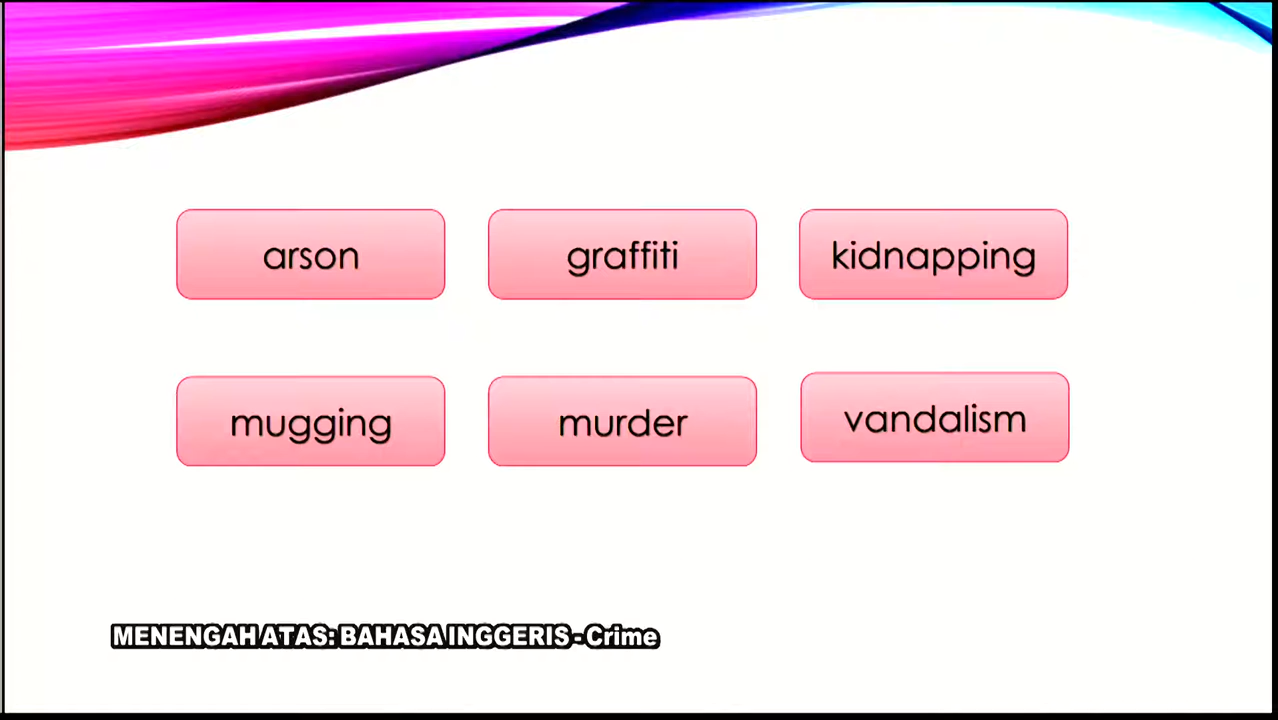 arson
graffiti
kidnapping
mugging
murder
vandalism
MENENGAH ATAS: BAHASA INGGERIS - Crime